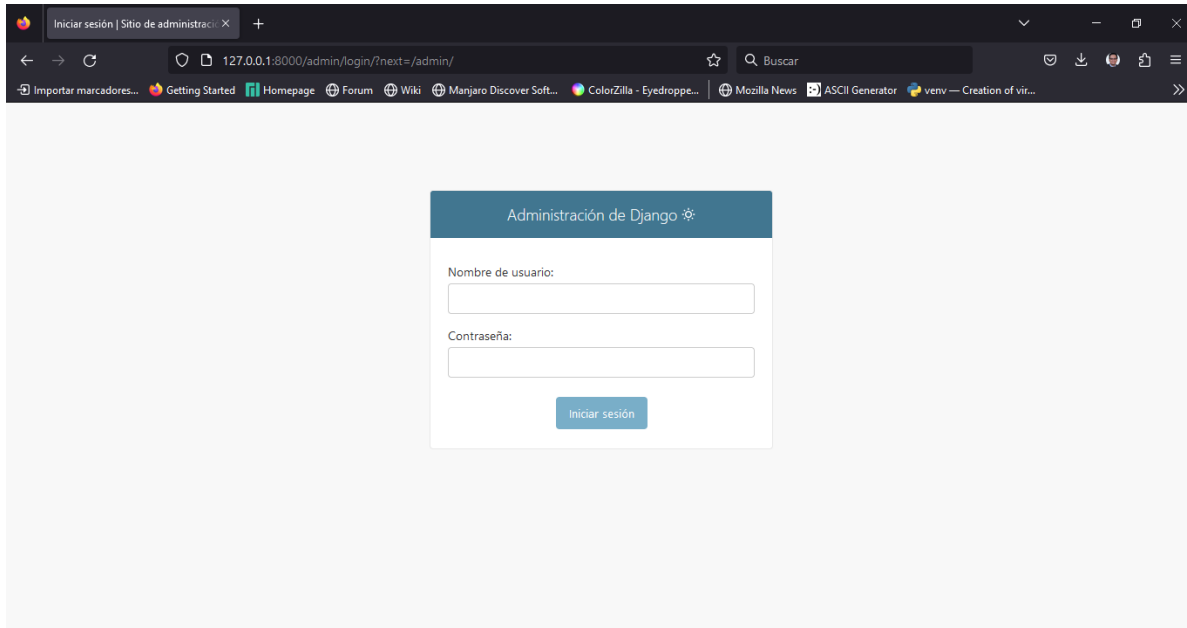 Iniciar sesión | Sitio de administració
127.0.0.1:8000/admin/login/?next=/admin/
Buscar
Importar marcadores... Getting Started Homepage Forum Wiki Manjaro Discover Soft... ColorZilla - Eyedroppe... Mozilla News ASCII Generator venv — Creation of vir...
Administración de Django
Nombre de usuario:
Contraseña:
Iniciar sesión